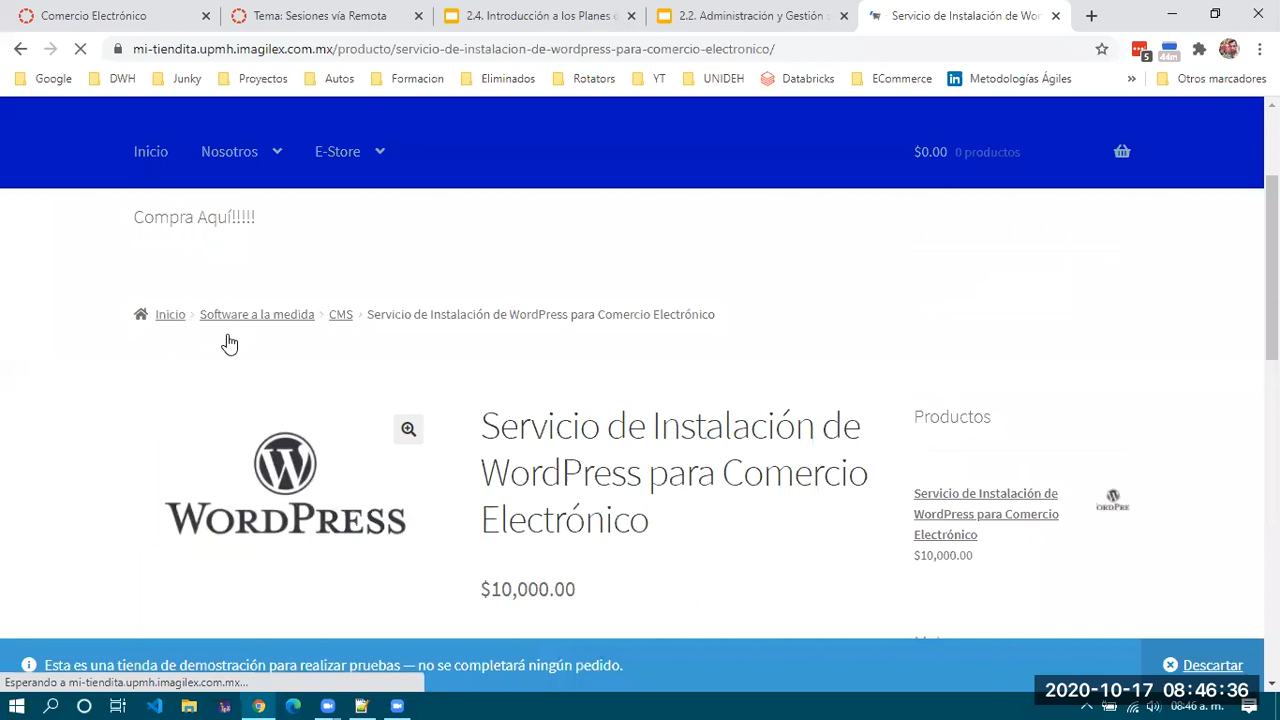 Comercio Electrónico
Tema: Sesiones vía Remota
2.4. Introducción a los Planes d
2.2. Administración y Gestión d
Servicio de Instalación de Wor
mi-tiendita.upmh.imagilex.com.mx/producto/servicio-de-instalacion-de-wordpress-para-comercio-electronico/
5
44m
Google
DWH
Junky
Proyectos
Autos
Formacion
Eliminados
Rotators
YT
UNIDEH
Databricks
ECommerce
Metodologías Ágiles
»
Otros marcadores
Inicio
Nosotros
E-Store
$0.00 0 productos
Compra Aquí!!!!!
Inicio > Software a la medida > CMS > Servicio de Instalación de WordPress para Comercio Electrónico
WORDPRESS
Servicio de Instalación de
WordPress para Comercio
Electrónico
$10,000.00
Productos
Servicio de Instalación de
WordPress para Comercio
Electrónico
$10,000.00
Esta es una tienda de demostración para realizar pruebas — no se completará ningún pedido.
Descartar
Esperando a mi-tiendita.upmh.imagilex.com.mx...
2020-10-17 08:46:36
08:46 a. m.